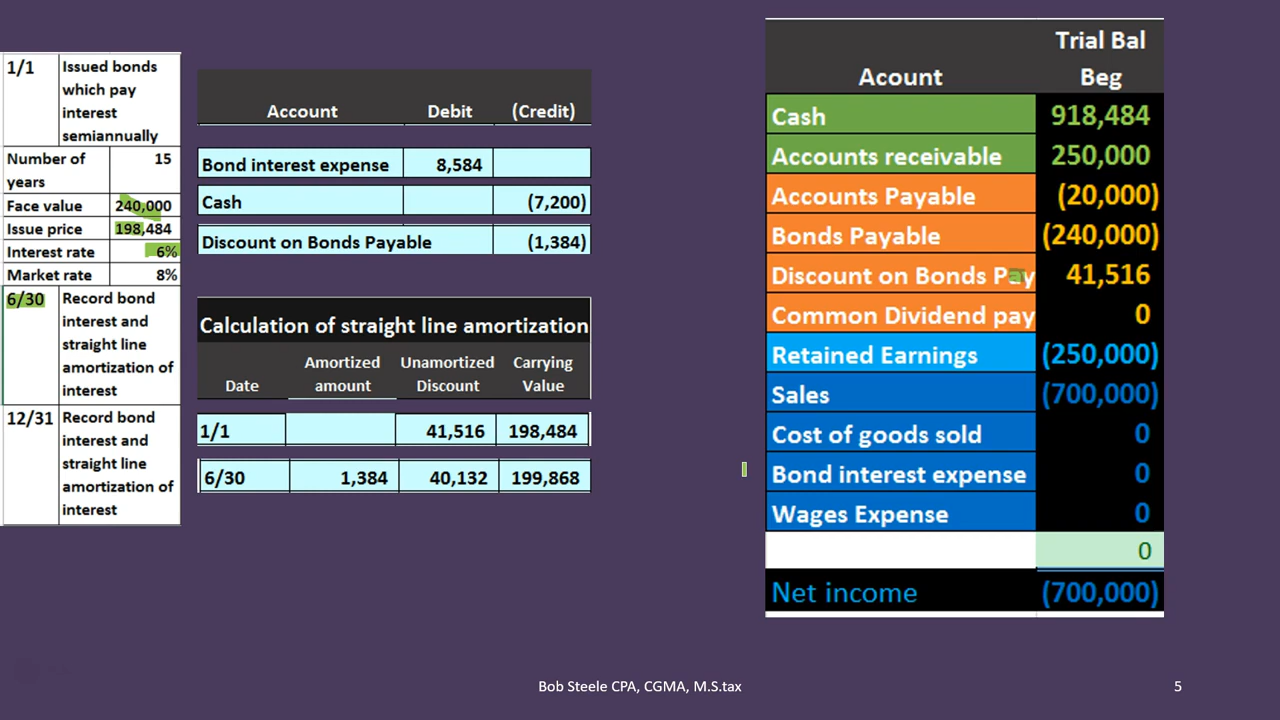 1/1 Issued bonds
which pay
interest
semiannually
Number of 15
years
Face value 240,000
Issue price 198,484
Interest rate 6%
Market rate 8%
6/30 Record bond
interest and
straight line
amortization of
interest
12/31 Record bond
interest and
straight line
amortization of
interest
Account Debit (Credit)
Bond interest expense 8,584
Cash (7,200)
Discount on Bonds Payable (1,384)
Calculation of straight line amortization
Amortized Unamortized Carrying
Date amount Discount Value
1/1 41,516 198,484
6/30 1,384 40,132 199,868
Trial Bal
Acount Beg
Cash 918,484
Accounts receivable 250,000
Accounts Payable (20,000)
Bonds Payable (240,000)
Discount on Bonds Pay 41,516
Common Dividend pay 0
Retained Earnings (250,000)
Sales (700,000)
Cost of goods sold 0
Bond interest expense 0
Wages Expense 0
0
Net income (700,000)
Bob Steele CPA, CGMA, M.S.tax 5